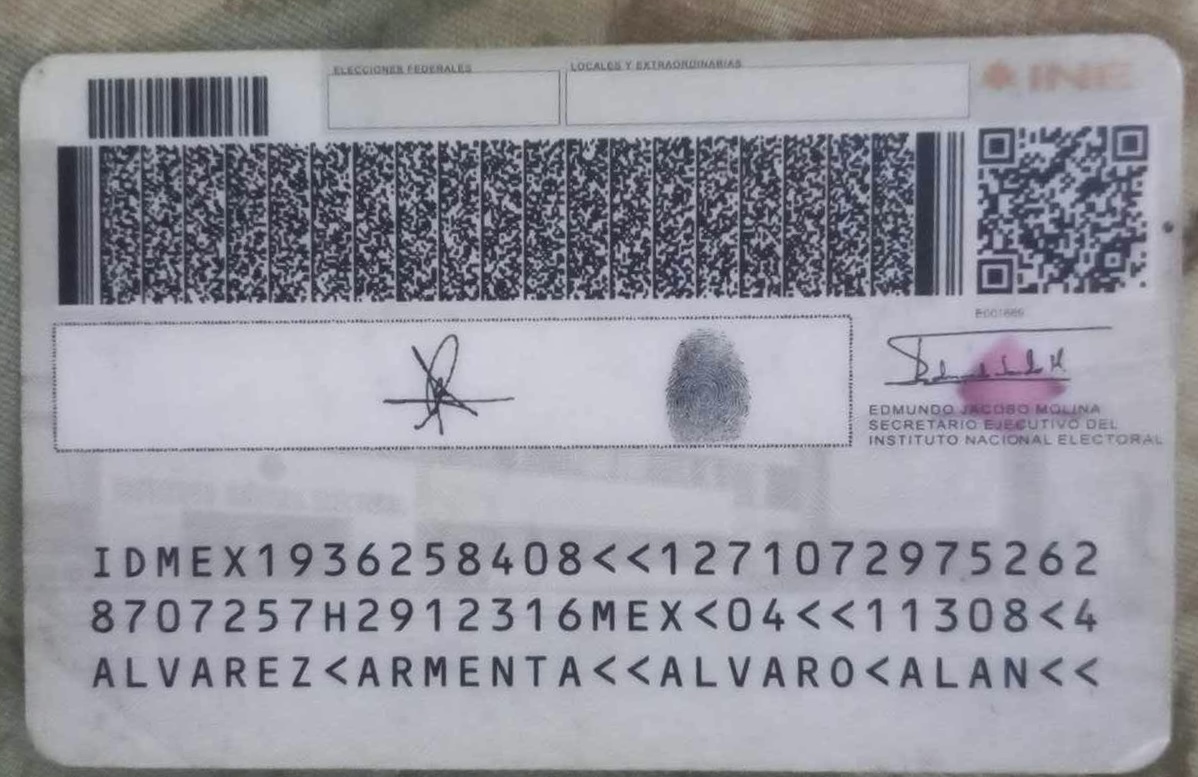 ELECCIONES FEDERALES
LOCALES Y EXTRAORDINARIAS
INE
EDMUNDO JACOBO MOLINA
SECRETARIO EJECUTIVO DEL
INSTITUTO NACIONAL ELECTORAL
IDMEX1936258408<<1271072975262
8707257H2912316MEX<04<<11308<4
ALVAREZ<ARMENTA<<ALVARO<ALAN<<